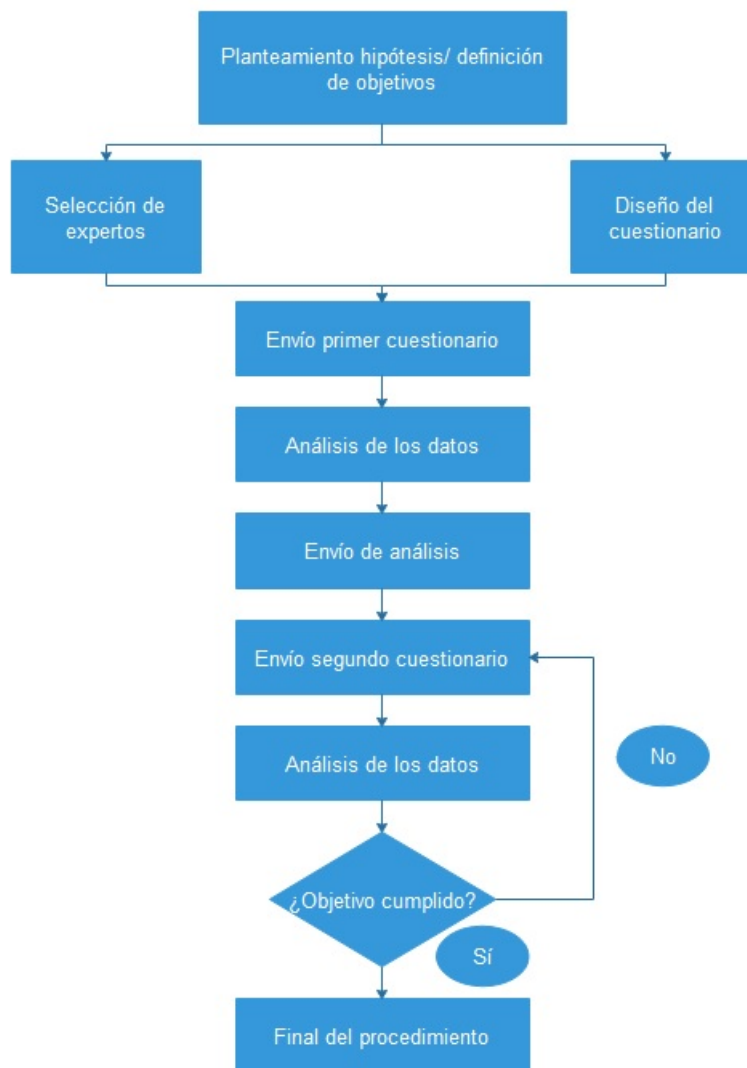 Planteamiento hipótesis/ definición
de objetivos
Selección de
expertos
Diseño del
cuestionario
Envío primer cuestionario
Análisis de los datos
Envío de análisis
Envío segundo cuestionario
Análisis de los datos
No
¿Objetivo cumplido?
Sí
Final del procedimiento